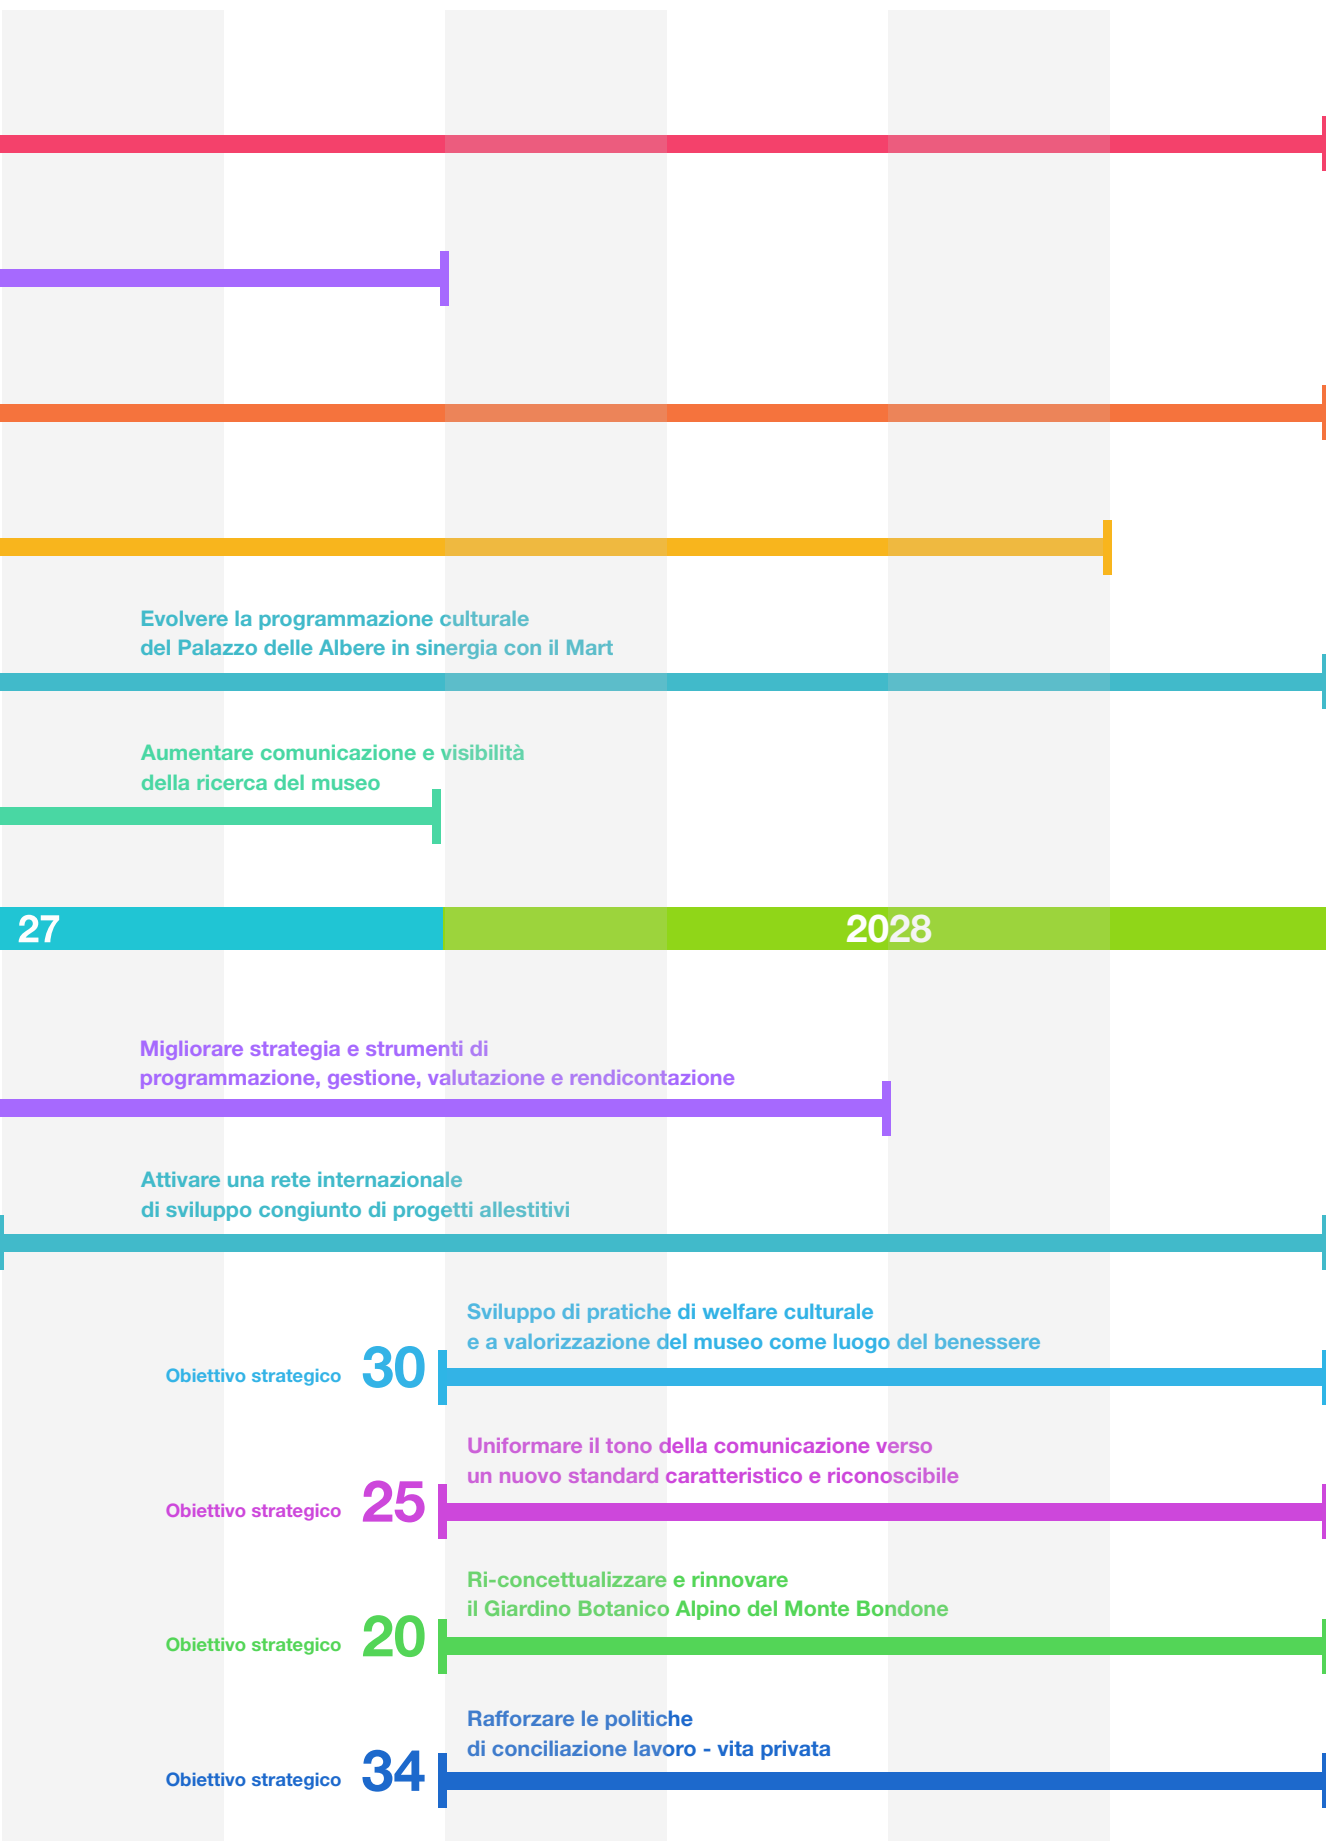 Evolvere la programmazione culturale
del Palazzo delle Albere in sinergia con il Mart
Aumentare comunicazione e visibilità
della ricerca del museo
27
2028
Migliorare strategia e strumenti di
programmazione, gestione, valutazione e rendicontazione
Attivare una rete internazionale
di sviluppo congiunto di progetti allestitivi
Sviluppo di pratiche di welfare culturale
e a valorizzazione del museo come luogo del benessere
Obiettivo strategico 30
Uniformare il tono della comunicazione verso
un nuovo standard caratteristico e riconoscibile
Obiettivo strategico 25
Ri-concettualizzare e rinnovare
il Giardino Botanico Alpino del Monte Bondone
Obiettivo strategico 20
Rafforzare le politiche
di conciliazione lavoro - vita privata
Obiettivo strategico 34